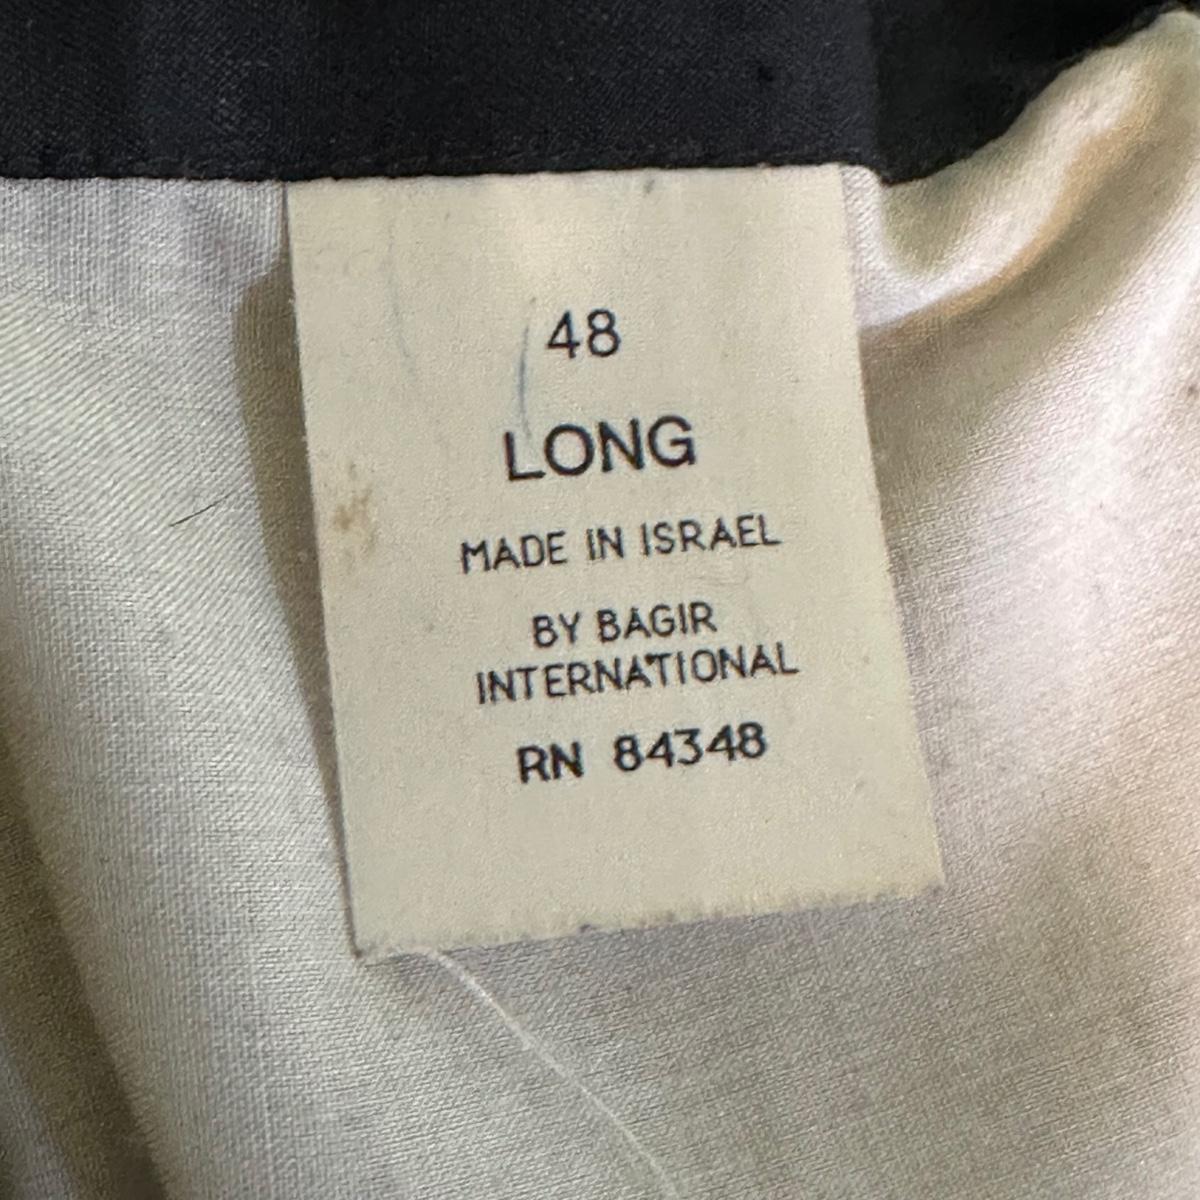 48
LONG
MADE IN ISRAEL
BY BAGIR
INTERNATIONAL
RN 84348